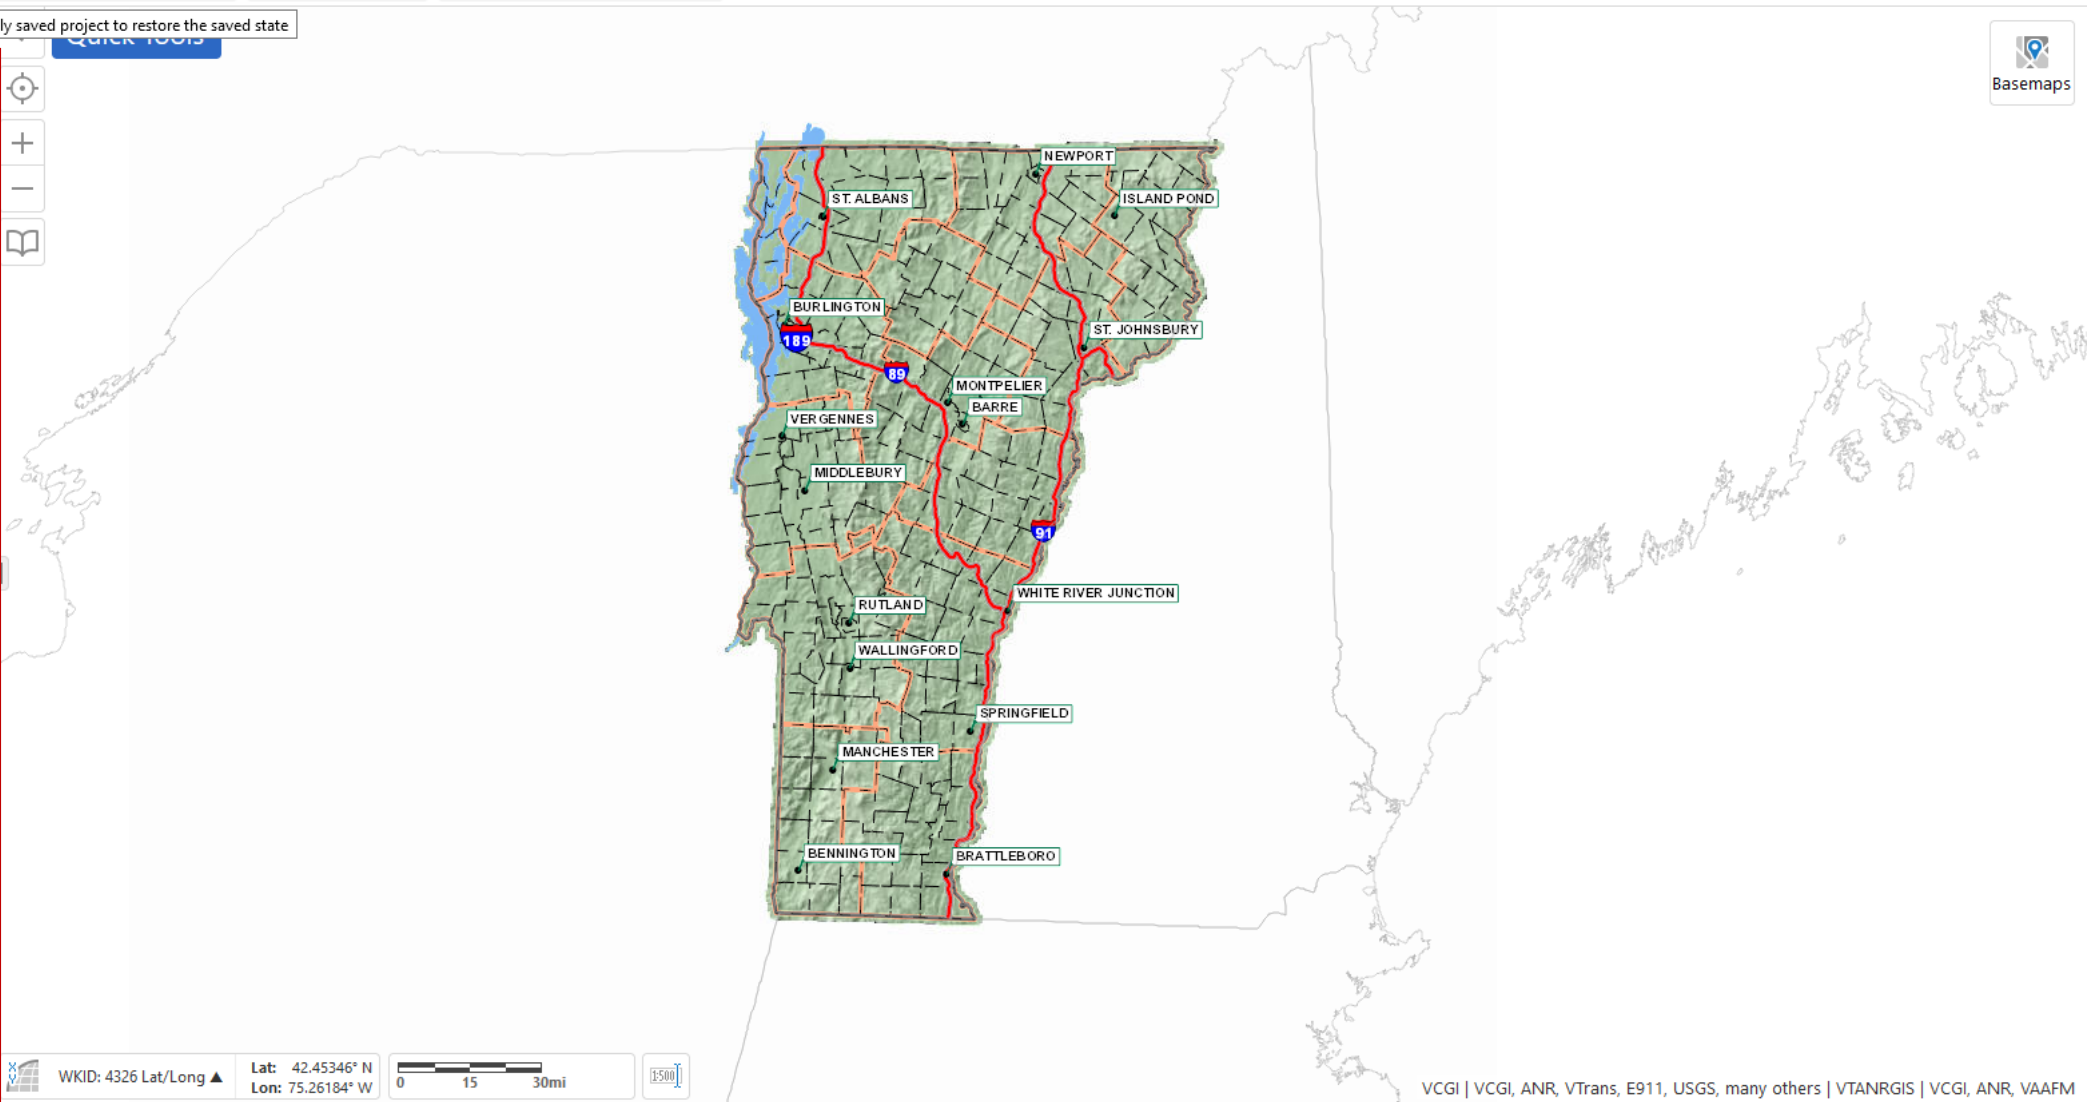 ly saved project to restore the saved state
Quick Tools
Basemaps
NEWPORT
ST. ALBANS
ISLAND POND
BURLINGTON
189
ST. JOHNSBURY
89
MONTPELIER
BARRE
VERGENNES
MIDDLEBURY
91
WHITE RIVER JUNCTION
RUTLAND
WALLINGFORD
SPRINGFIELD
MANCHESTER
BENNINGTON
BRATTLEBORO
WKID: 4326 Lat/Long ▲
Lat: 42.45346° N
Lon: 75.26184° W
0 15 30mi
1:500
VCGI | VCGI, ANR, VTrans, E911, USGS, many others | VTANRGIS | VCGI, ANR, VAAFM